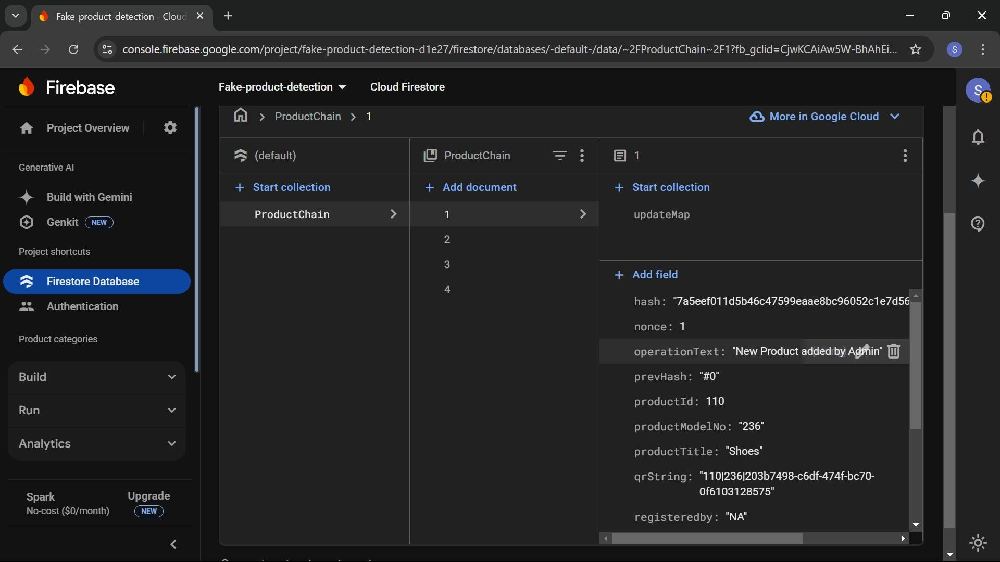 Fake-product-detection - Cloud
console.firebase.google.com/project/fake-product-detection-d1e27/firestore/databases/-default-/data/~2FProductChain~2F1?fb_gclid=CjwKCAiAw5W-BhAhEi...
S
Firebase
Fake-product-detection
Cloud Firestore
S
Project Overview
ProductChain
1
More in Google Cloud
(default)
ProductChain
1
Generative AI
Start collection
Add document
Start collection
Build with Gemini
ProductChain
1
updateMap
Genkit NEW
2
Project shortcuts
3
Firestore Database
Add field
4
hash: "7a5eef011d5b46c47599eaae8bc96052c1e7d56
Authentication
nonce: 1
Product categories
operationText: "New Product added by Admin"
Build
prevHash: "#0"
productId: 110
Run
productModelNo: "236"
Analytics
productTitle: "Shoes"
qrString: "110|236|203b7498-c6df-474f-bc70-
0f6103128575"
Spark
Upgrade
No-cost ($0/month)
NEW
registeredby: "NA"